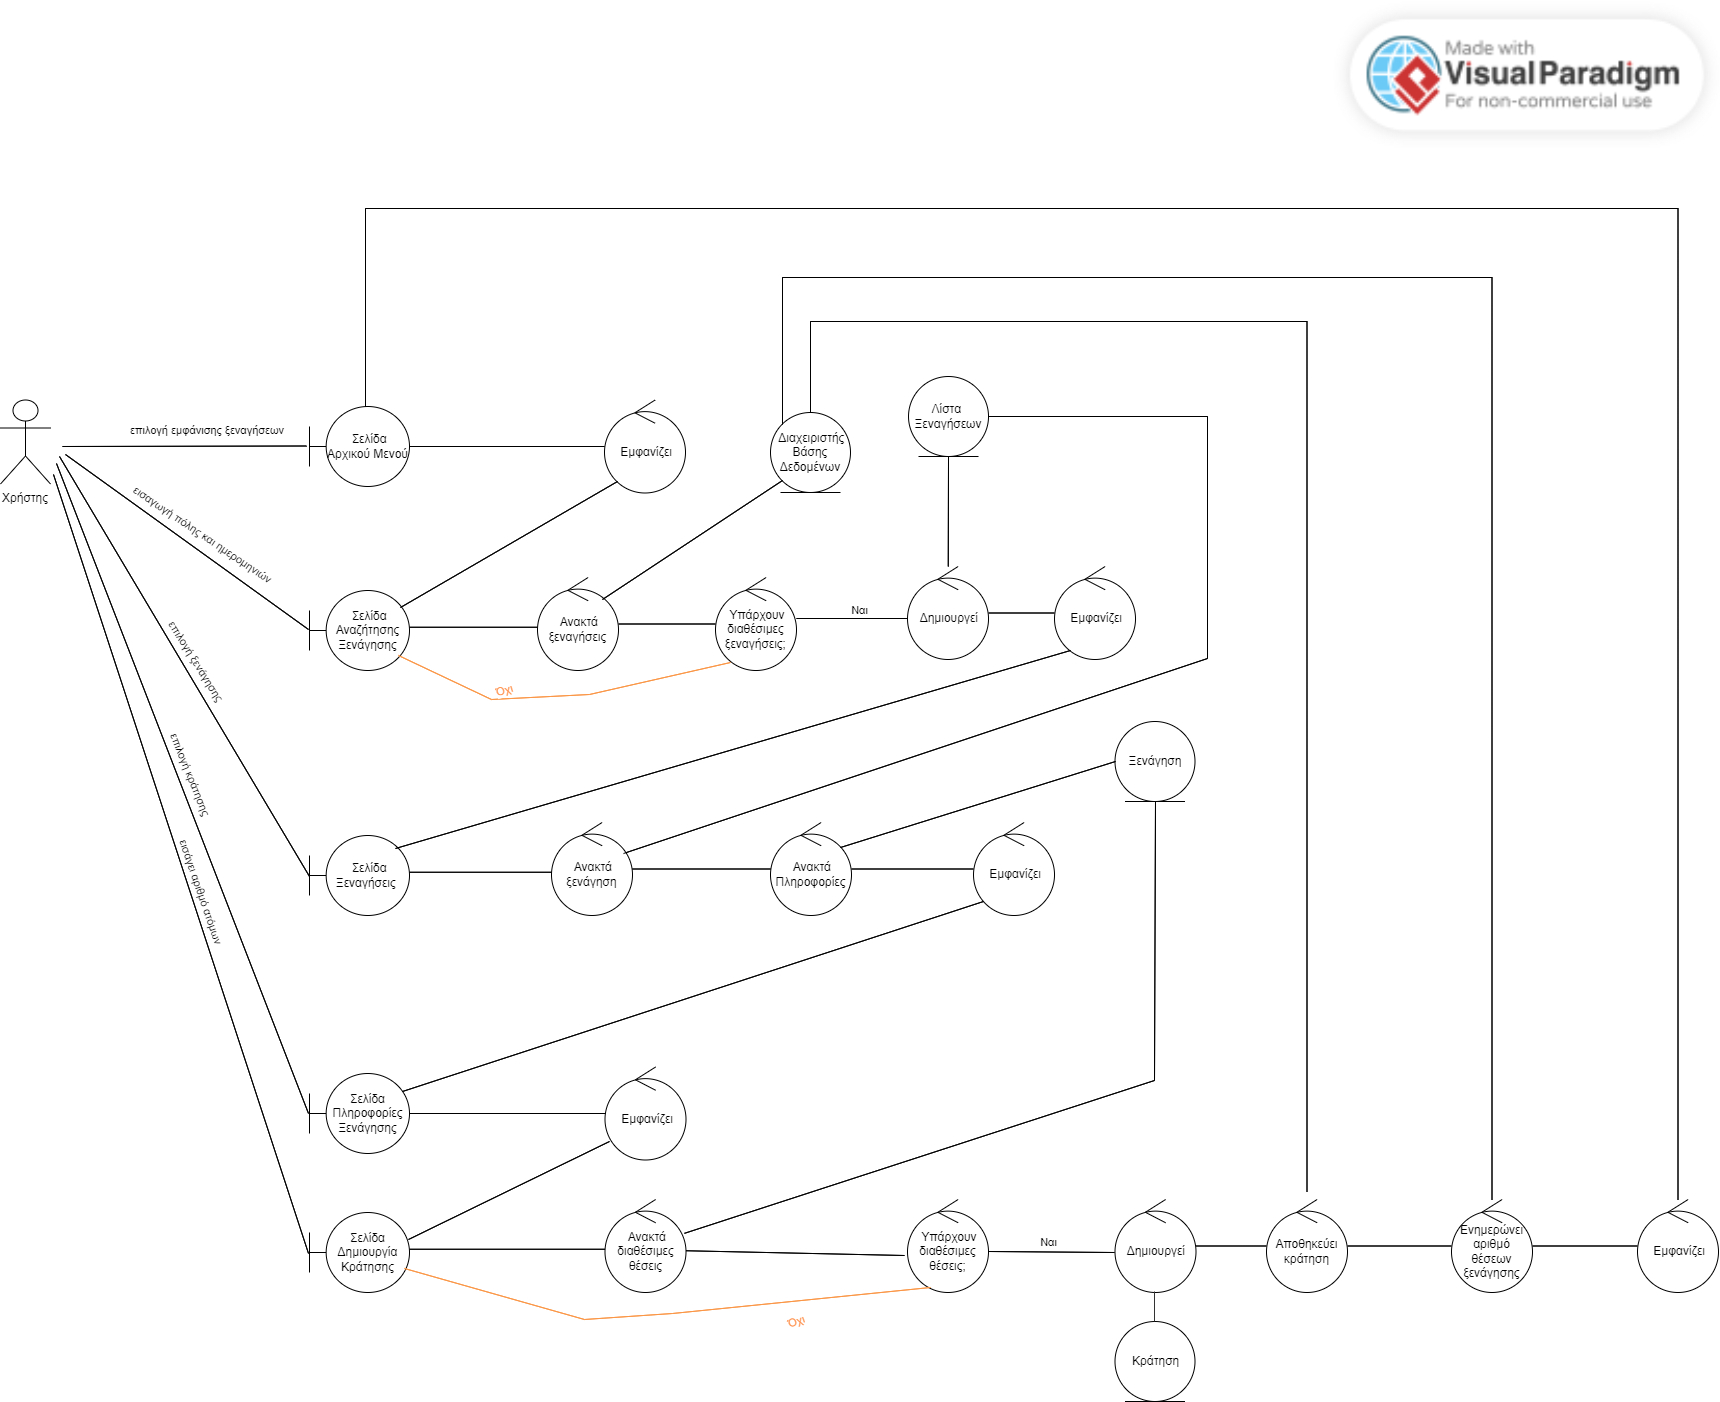 Made with
Visual Paradigm
For non-commercial use
Χρήστης
επιλογή εμφάνισης ξεναγήσεων
Σελίδα
Αρχικού Μενού
Εμφανίζει
Διαχειριστής
Βάσης
Δεδομένων
Λίστα
Ξεναγήσεων
εισαγωγή πόλης και ημερομηνιών
Σελίδα
Αναζήτησης
Ξενάγησης
Ανακτά
ξεναγήσεις
Υπάρχουν
διαθέσιμες
ξεναγήσεις;
Ναι
Δημιουργεί
Εμφανίζει
Όχι
επιλογή ξενάγησης
Ξενάγηση
Σελίδα
Ξεναγήσεις
Ανακτά
ξενάγηση
Ανακτά
Πληροφορίες
Εμφανίζει
επιλογή κράτησης
Σελίδα
Πληροφορίες
Ξενάγησης
Εμφανίζει
εισάγει αριθμό ατόμων
Σελίδα
Δημιουργία
Κράτησης
Ανακτά
διαθέσιμες
θέσεις
Υπάρχουν
διαθέσιμες
θέσεις;
Ναι
Δημιουργεί
Αποθηκεύει
κράτηση
Ενημερώνει
αριθμό
θέσεων
ξενάγησης
Εμφανίζει
Όχι
Κράτηση